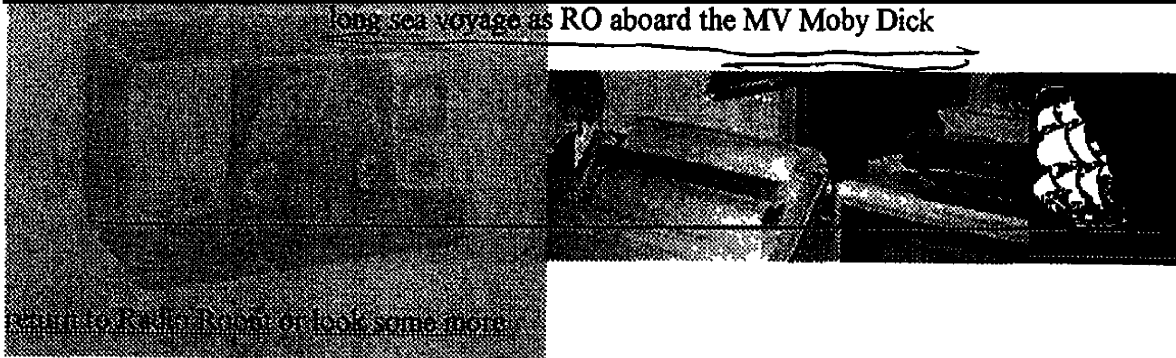 long sea voyage as RO aboard the MV Moby Dick
return to Radio Room or look some more